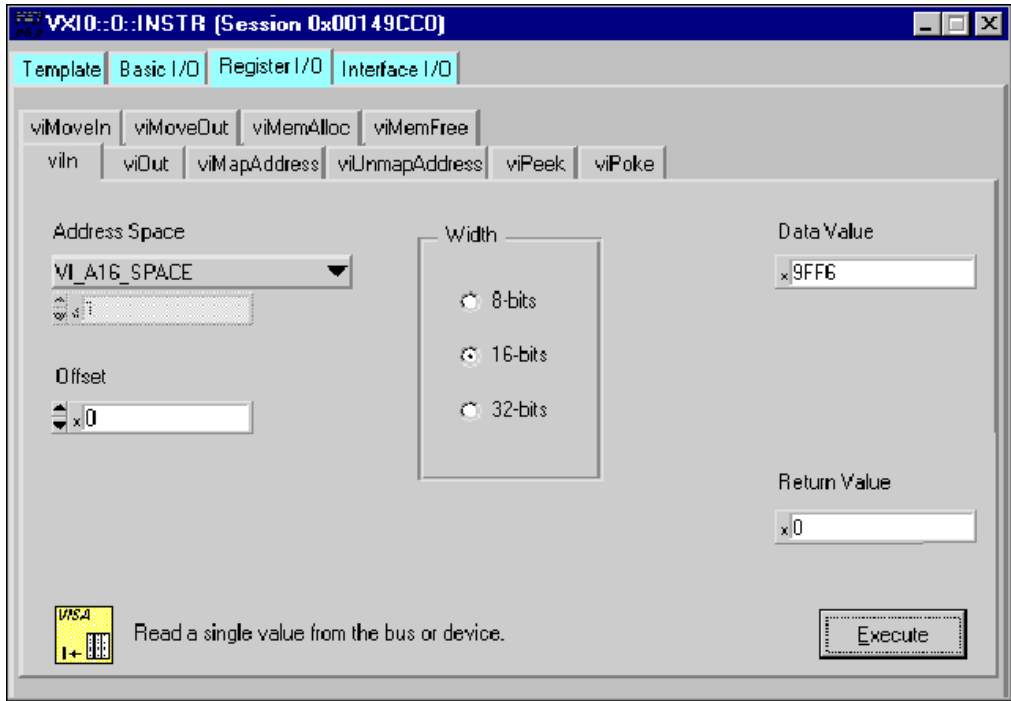 VXI0::0::INSTR (Session 0x00149CC0)
Template Basic I/O Register I/O Interface I/O
viMoveIn viMoveOut viMemAlloc viMemFree
viIn viOut viMapAddress viUnmapAddress viPeek viPoke
Address Space Width Data Value
VI_A16_SPACE x 9FF6
d 1 8-bits
16-bits
Offset
x 0 32-bits
Return Value
x 0
VISA
I← Read a single value from the bus or device. Execute